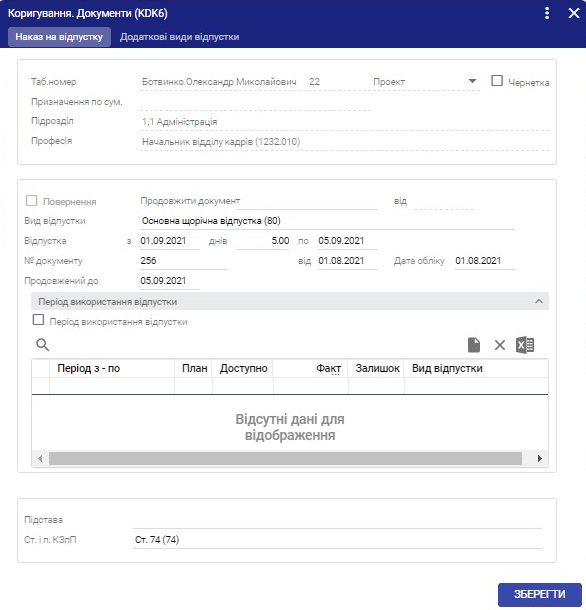 Коригування. Документи (KDK6)
Наказ на відпустку Додаткові види відпустки
Таб.номер Ботвинко Олександр Миколайович 22 Проект Чернетка
Призначення по сум.
Підрозділ 1.1 Адміністрація
Професія Начальник відділу кадрів (1232.010)
Повернення Продовжити документ від
Вид відпустки Основна щорічна відпустка (80)
Відпустка з 01.09.2021 днів 5.00 по 05.09.2021
№ документу 256 від 01.08.2021 Дата обліку 01.08.2021
Продовжений до 05.09.2021
Період використання відпустки
Період використання відпустки
Період з - по План Доступно Факт Залишок Вид відпустки
Відсутні дані для
відображення
Підстава
Ст. і п. КЗпП Ст. 74 (74)
ЗБЕРЕГТИ